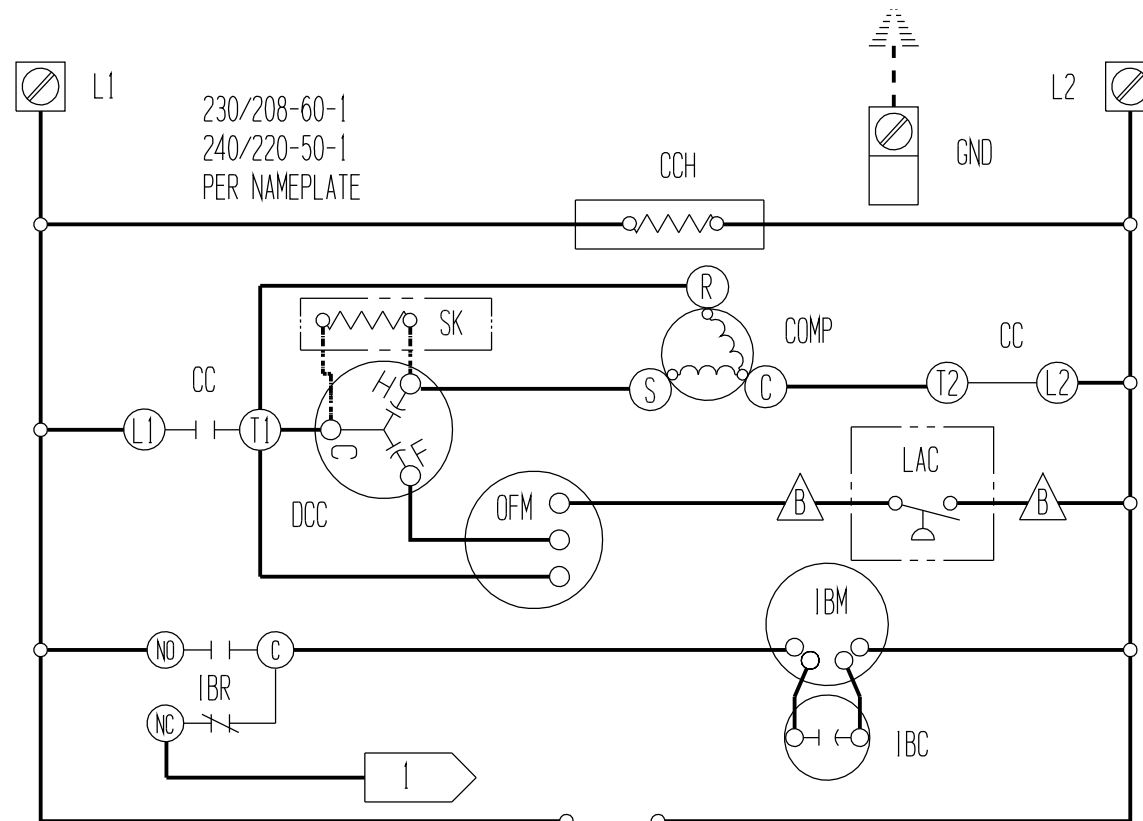 L1
L2
230/208-60-1
240/220-50-1
PER NAMEPLATE
GND
CCH
R
SK
COMP
CC
CC
H
S
C
T2
L2
L1
T1
C
F
LAC
DCC
OFM
B
B
IBM
NO
C
IBR
NC
IBC
1